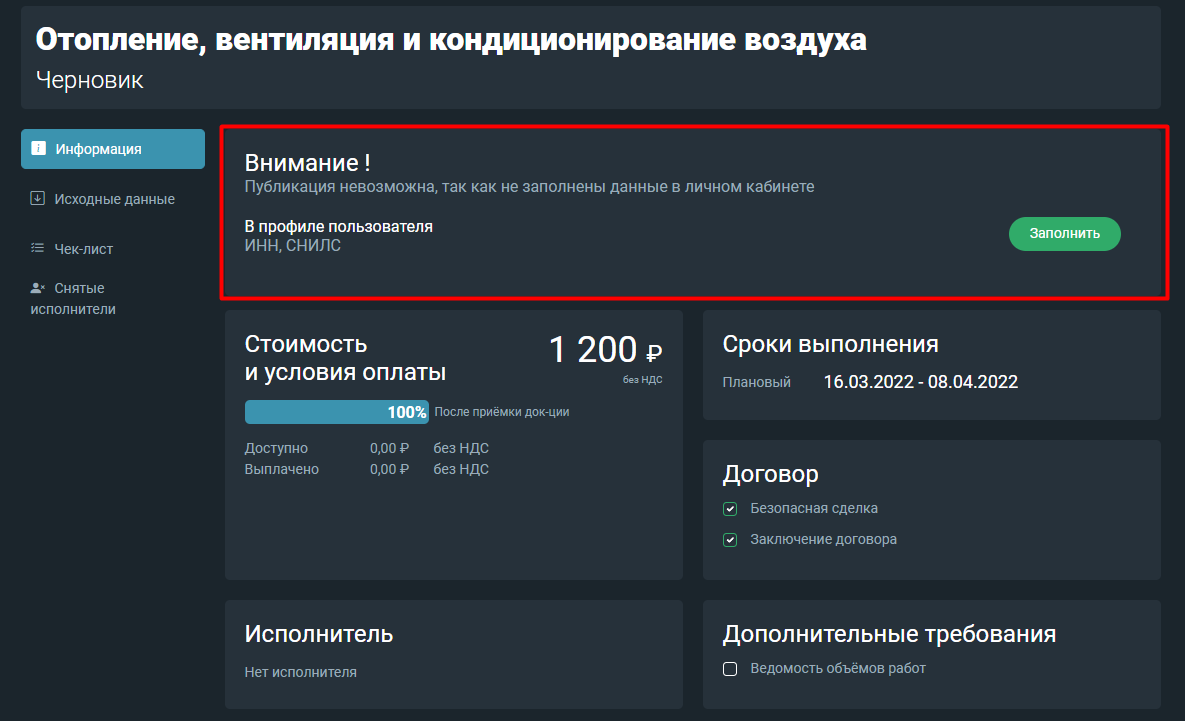 Отопление, вентиляция и кондиционирование воздуха
Черновик
Информация
Исходные данные
Чек-лист
Снятые
исполнители
Внимание !
Публикация невозможна, так как не заполнены данные в личном кабинете
В профиле пользователя
ИНН, СНИЛС
Заполнить
Стоимость
и условия оплаты
1 200 ₽
без НДС
100% После приёмки док-ции
Доступно 0,00 ₽ без НДС
Выплачено 0,00 ₽ без НДС
Сроки выполнения
Плановый 16.03.2022 - 08.04.2022
Договор
Безопасная сделка
Заключение договора
Исполнитель
Нет исполнителя
Дополнительные требования
Ведомость объёмов работ